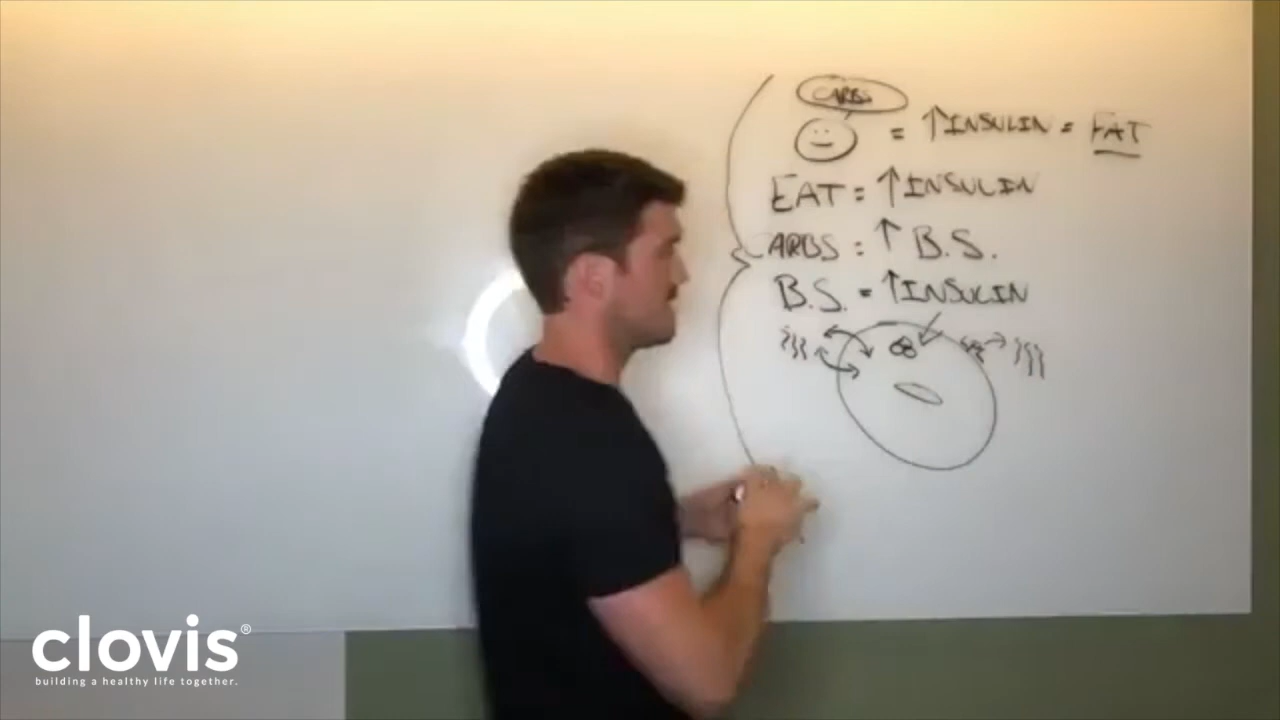 CARBS
= ↑INSULIN = FAT
EAT = ↑INSULIN
CARBS = ↑ B.S.
B.S. = ↑INSULIN
clovis®
building a healthy life together.